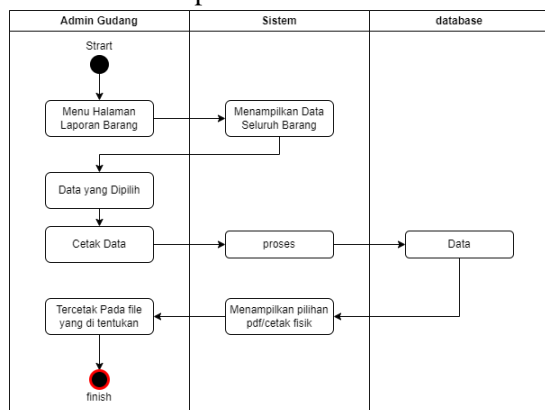 Admin Gudang
Sistem
database
Strart
Menu Halaman
Laporan Barang
Menampilkan Data
Seluruh Barang
Data yang Dipilih
Cetak Data
proses
Data
Tercetak Pada file
yang di tentukan
Menampilkan pilihan
pdf/cetak fisik
finish